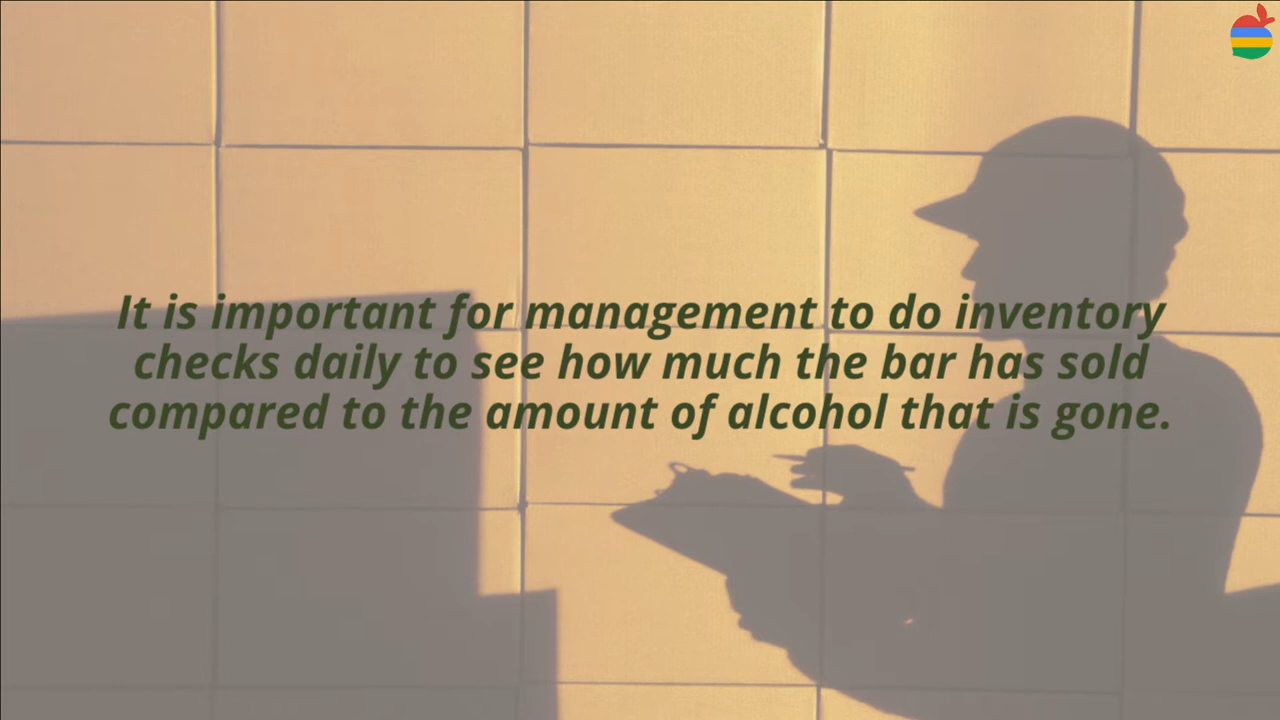 It is important for management to do inventory
checks daily to see how much the bar has sold
compared to the amount of alcohol that is gone.